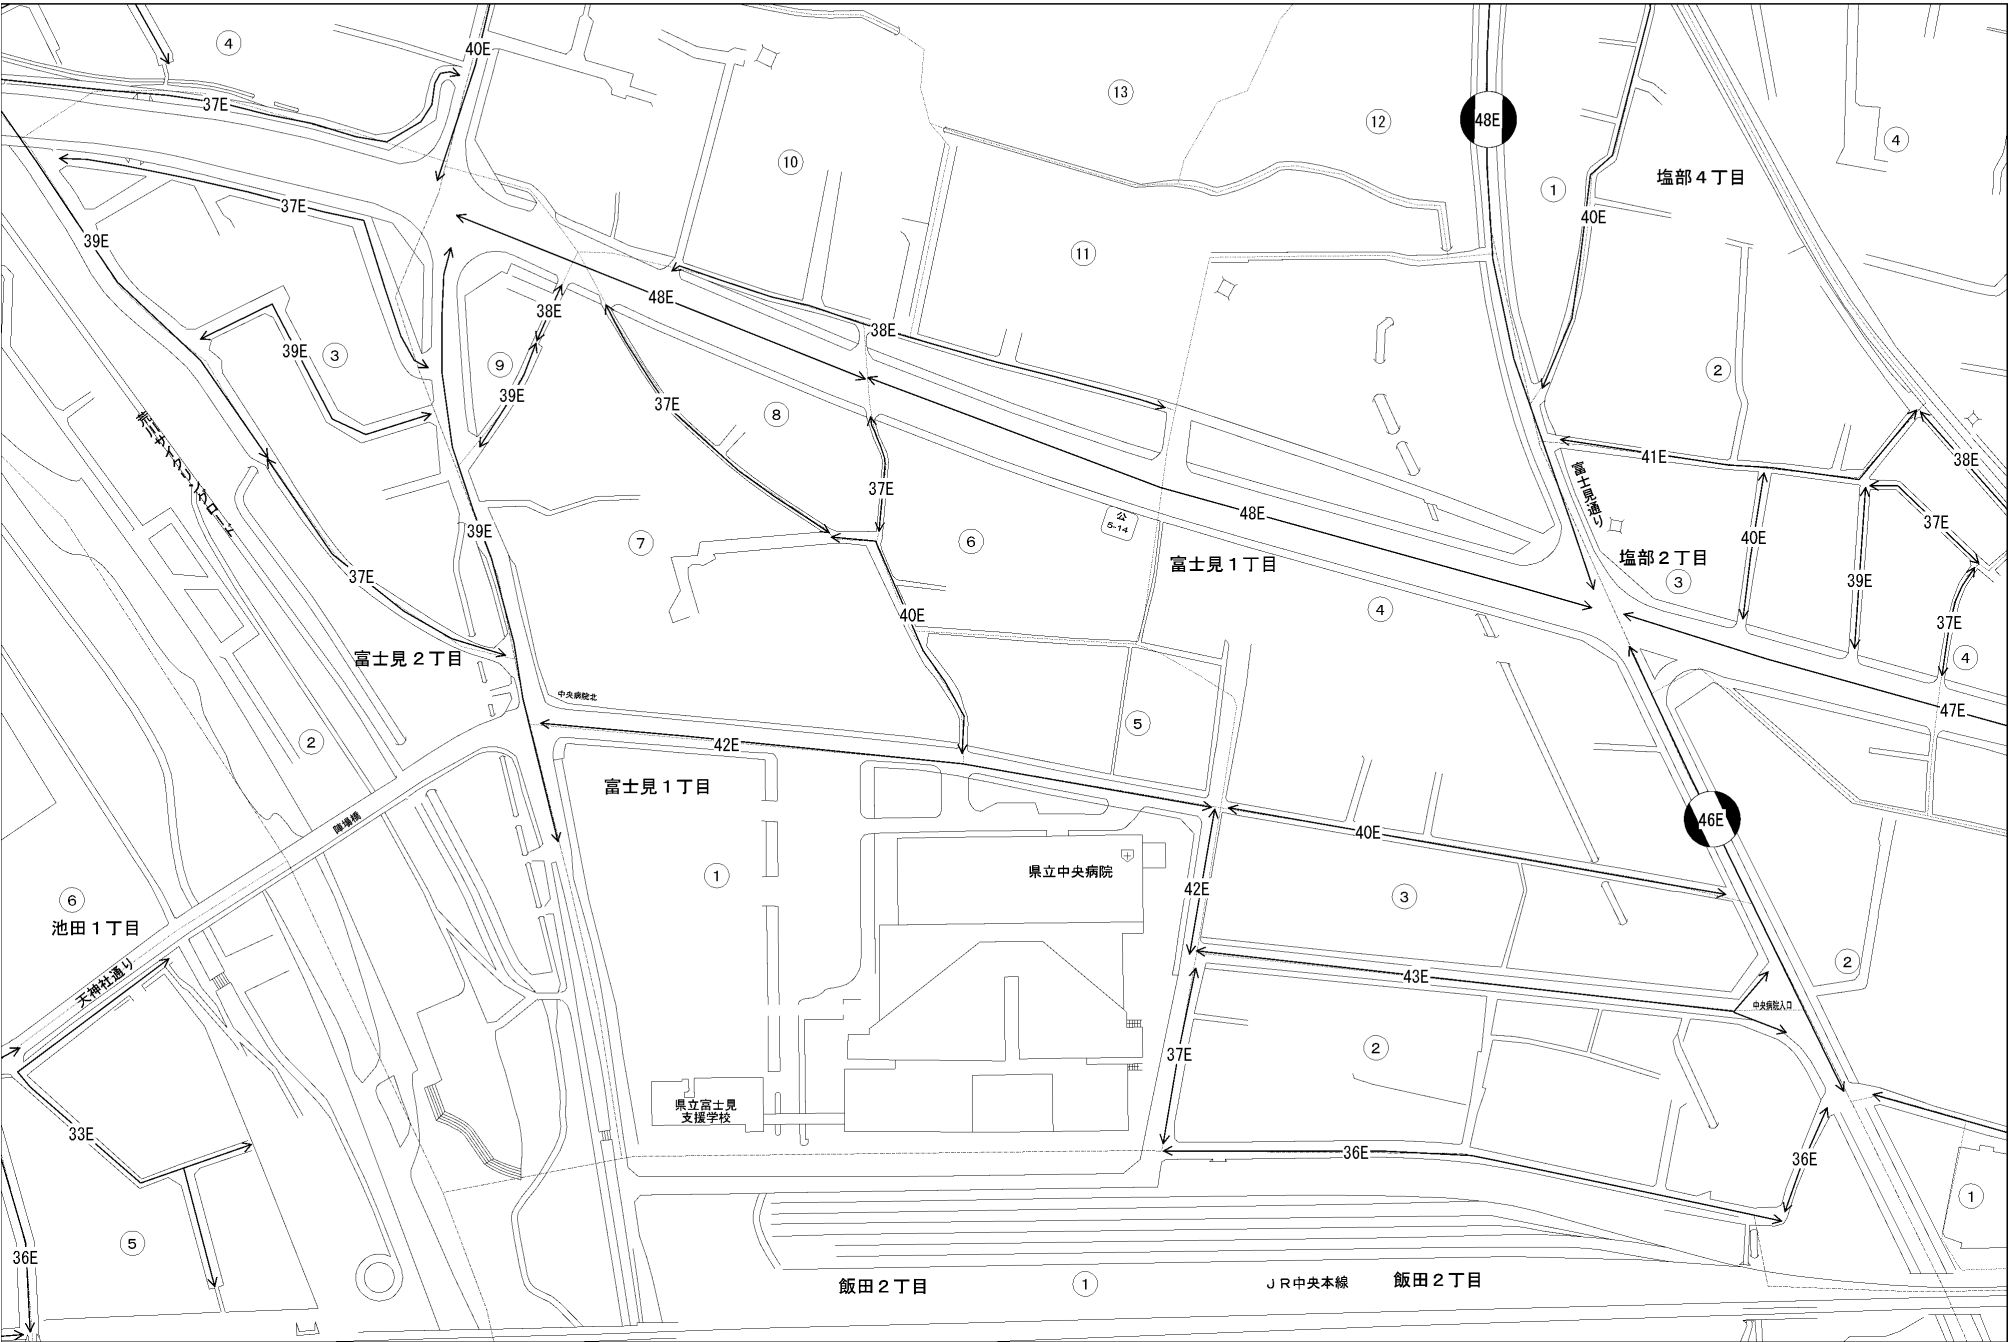 ④
40E
37E
⑬
⑫
48E
④
⑩
①
塩部4丁目
37E
40E
39E
⑪
48E
38E
38E
39E
③
⑨
39E
②
37E
⑧
荒川サイクリングロード
41E
富士見通り
38E
37E
48E
公
5-14
39E
⑦
⑥
富士見1丁目
37E
40E
塩部2丁目
③
39E
37E
40E
④
37E
富士見2丁目
④
中央病院北
47E
②
42E
⑤
富士見1丁目
陣場橋
46E
40E
①
県立中央病院
42E
③
⑥
池田1丁目
天神社通り
43E
②
中央病院入口
37E
②
県立富士見
支援学校
33E
36E
36E
①
⑤
36E
飯田2丁目
①
JR中央本線
飯田2丁目